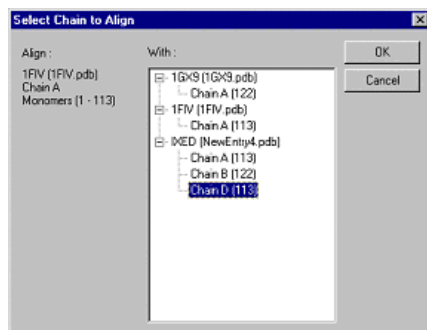 Select Chain to Align
Align :
1FIV (1FIV.pdb)
Chain A
Monomers (1 - 113)
With :
1GX9 (1GX9.pdb)
Chain A (122)
1FIV (1FIV.pdb)
Chain A (113)
IXED (NewEntry4.pdb)
Chain A (113)
Chain B (122)
Chain D (113)
OK
Cancel